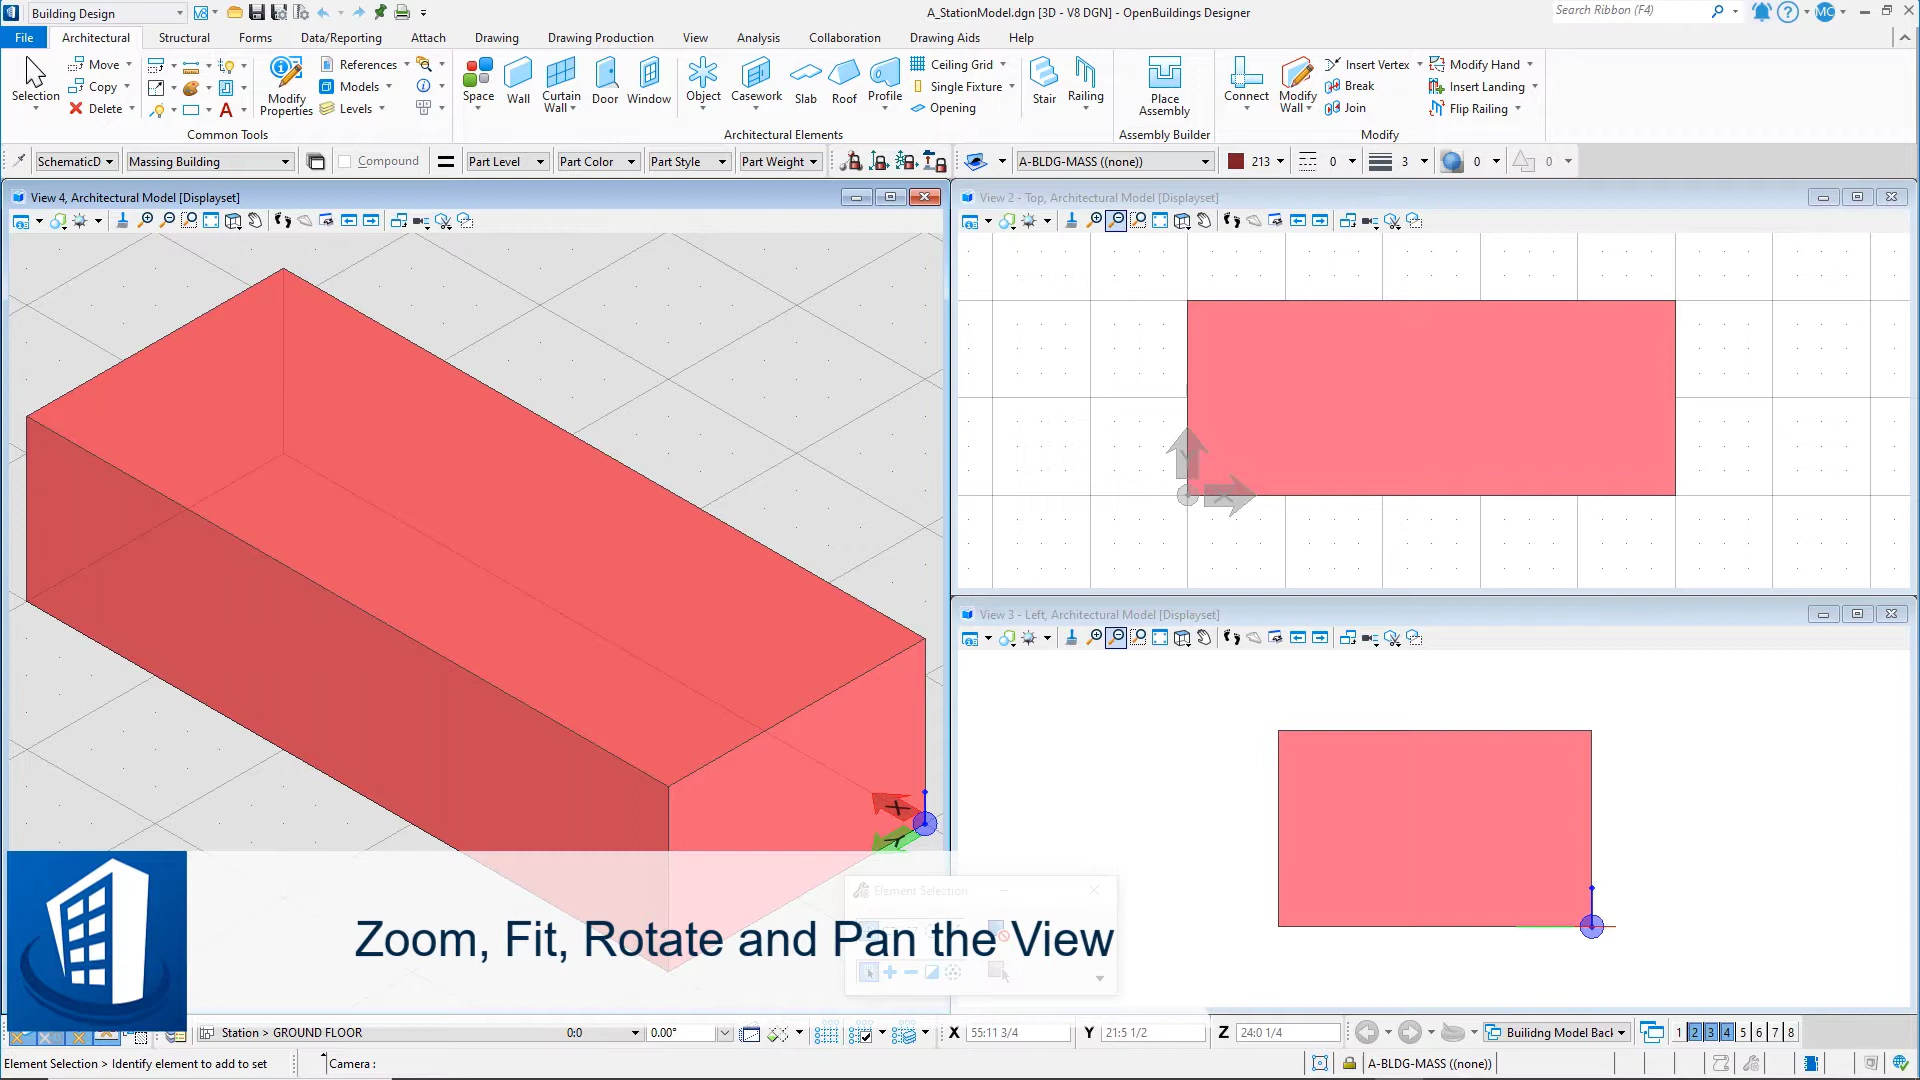 Building Design
A_StationModel.dgn [3D - V8 DGN] - OpenBuildings Designer
Search Ribbon (F4)
MC
File
Architectural
Structural
Forms
Data/Reporting
Attach
Drawing
Drawing Production
View
Analysis
Collaboration
Drawing Aids
Help
Selection
Move
Copy
Delete
Modify
Properties
References
Models
Levels
Common Tools
Space
Wall
Curtain
Wall
Door
Window
Object
Casework
Slab
Roof
Profile
Ceiling Grid
Single Fixture
Opening
Stair
Railing
Architectural Elements
Place
Assembly
Assembly Builder
Connect
Modify
Wall
Insert Vertex
Break
Join
Modify Hand
Insert Landing
Flip Railing
Modify
SchematicD
Massing Building
Compound
Part Level
Part Color
Part Style
Part Weight
A-BLDG-MASS ((none))
213
0
3
0
0
View 4, Architectural Model [Displayset]
View 2 - Top, Architectural Model [Displayset]
View 3 - Left, Architectural Model [Displayset]
X
Y
Element Selection
Zoom, Fit, Rotate and Pan the View
Station > GROUND FLOOR
0:0
0.00°
X
55:11 3/4
Y
21:5 1/2
Z
24:0 1/4
Builidng Model Back
1 2 3 4 5 6 7 8
Element Selection > Identify element to add to set
Camera :
A-BLDG-MASS ((none))